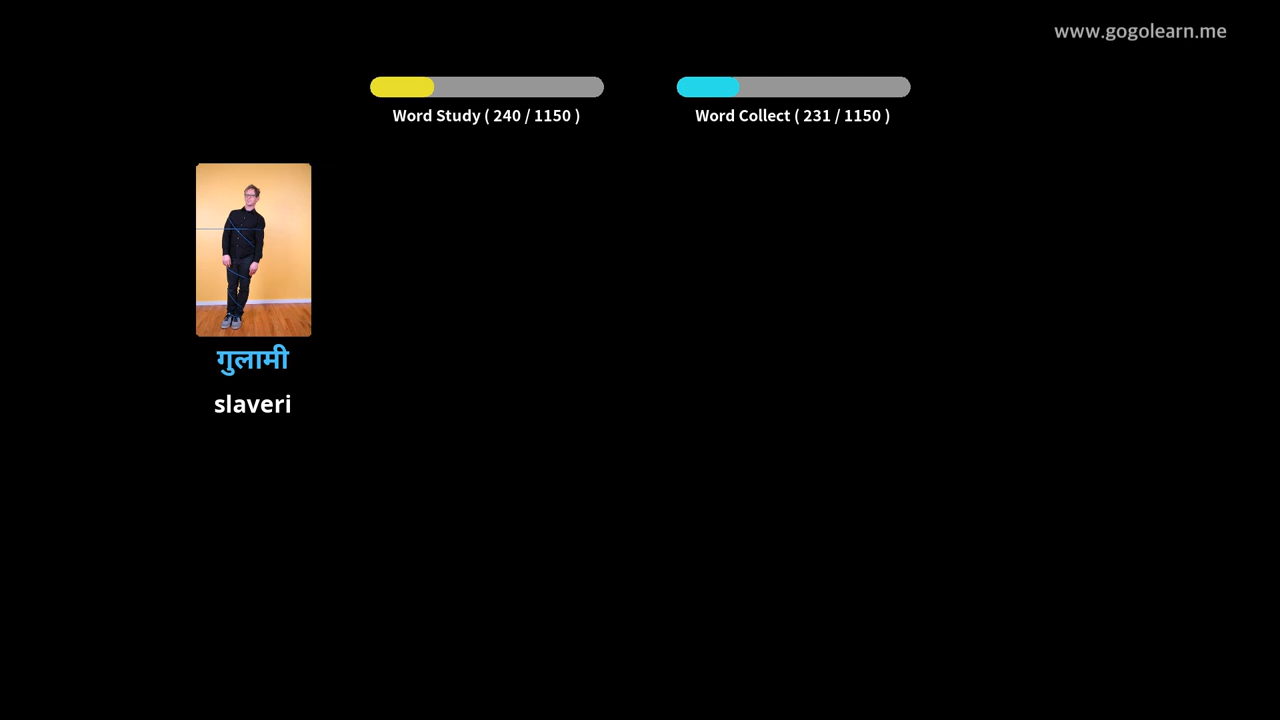 www.gogolearn.me
Word Study ( 240 / 1150 )
Word Collect ( 231 / 1150 )
गुलामी
slaveri